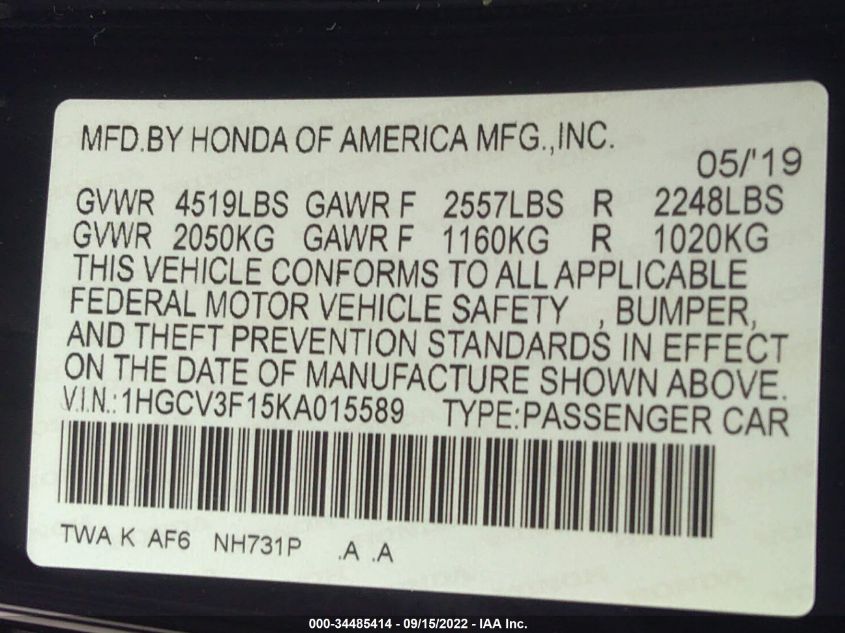 MFD.BY HONDA OF AMERICA MFG.,INC.
05/'19
GVWR 4519LBS GAWR F 2557LBS R 2248LBS
GVWR 2050KG GAWR F 1160KG R 1020KG
THIS VEHICLE CONFORMS TO ALL APPLICABLE
FEDERAL MOTOR VEHICLE SAFETY , BUMPER,
AND THEFT PREVENTION STANDARDS IN EFFECT
ON THE DATE OF MANUFACTURE SHOWN ABOVE.
V.I.N.:1HGCV3F15KA015589 TYPE:PASSENGER CAR
TWA K AF6 NH731P .A .A
000-34485414 - 09/15/2022 - IAA Inc.